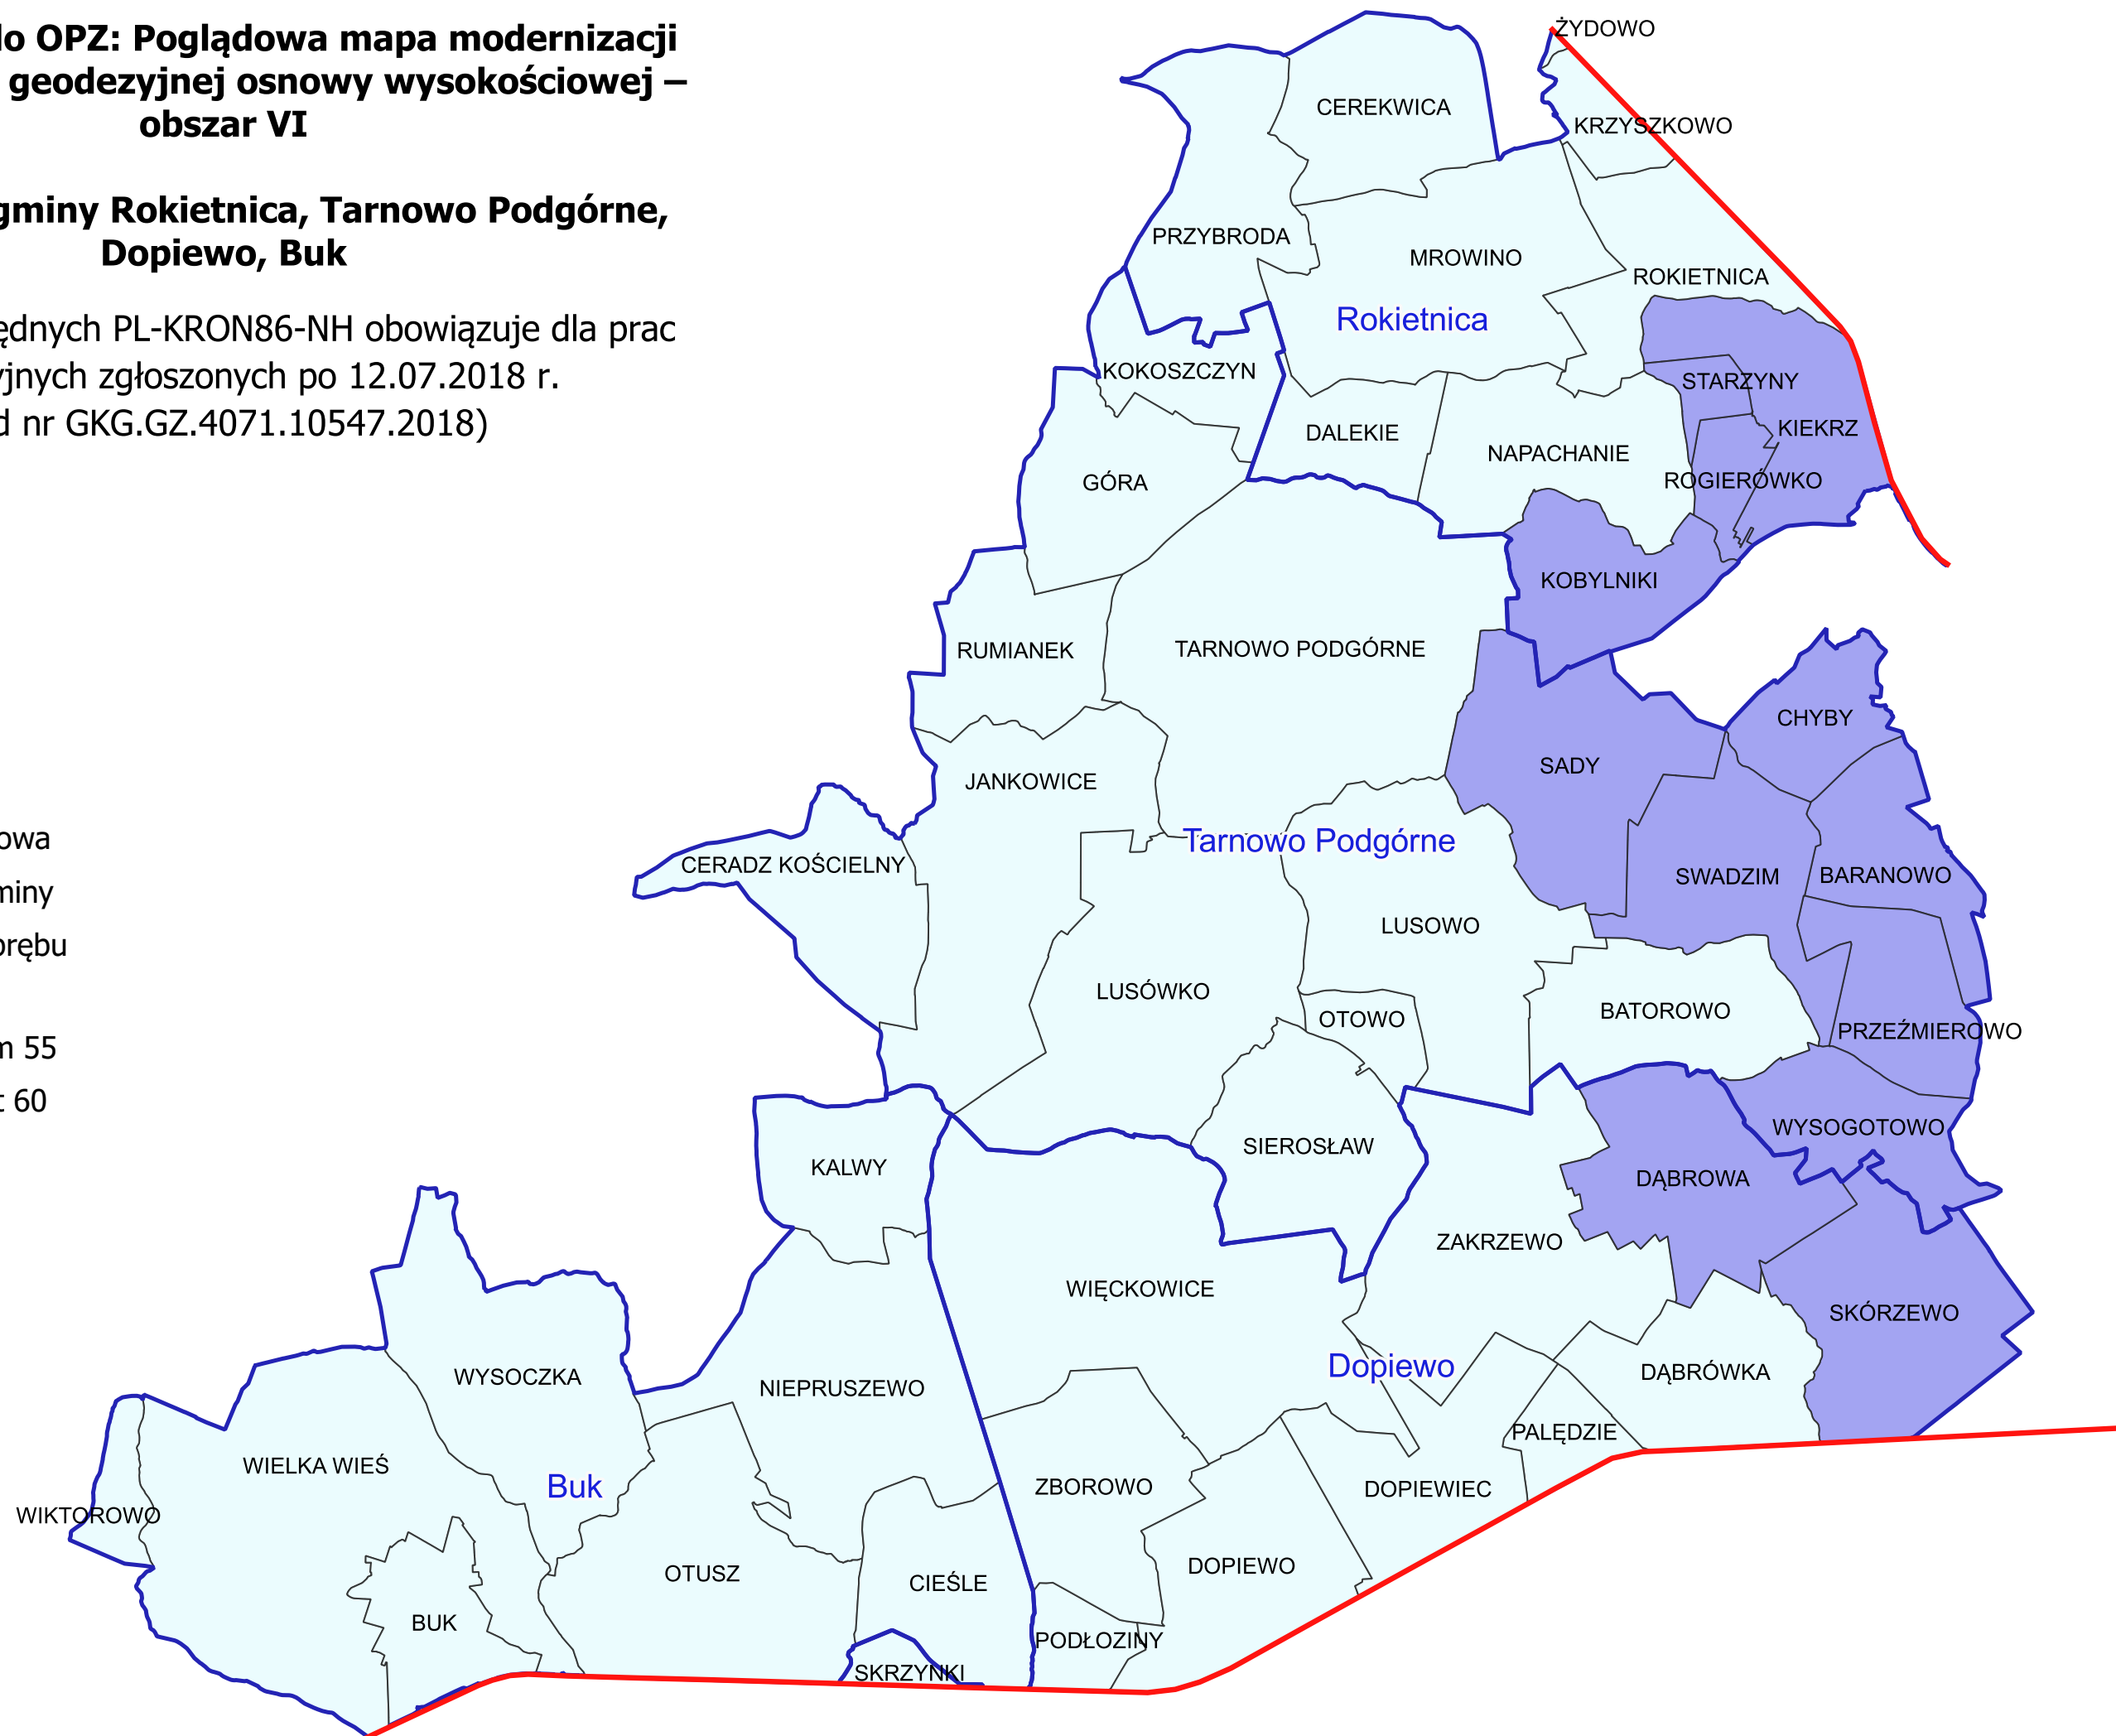 do OPZ: Poglądowa mapa modernizacji
geodezyjnej osnowy wysokościowej –
obszar VI
gminy Rokietnica, Tarnowo Podgórne,
Dopiewo, Buk
ędnych PL-KRON86-NH obowiązuje dla prac
yjnych zgłoszonych po 12.07.2018 r.
d nr GKG.GZ.4071.10547.2018)
ŻYDOWO
CEREKWICA
KRZYSZKOWO
PRZYBRODA
MROWINO
ROKIETNICA
Rokietnica
KOKOSZCZYN
STARZYNY
KIEKRZ
DALEKIE
NAPACHANIE
GÓRA
ROGIERÓWKO
KOBYLNIKI
RUMIANEK
TARNOWO PODGÓRNE
CHYBY
SADY
JANKOWICE
owa
Tarnowo Podgórne
CERADZ KOŚCIELNY
SWADZIM
BARANOWO
miny
LUSOWO
obrębu
LUSÓWKO
BATOROWO
OTOWO
PRZEŹMIEROWO
m 55
t 60
WYSOGOTOWO
SIEROSŁAW
KALWY
DĄBROWA
ZAKRZEWO
WIĘCKOWICE
SKÓRZEWO
Dopiewo
DĄBRÓWKA
WYSOCZKA
NIEPRUSZEWO
PALĘDZIE
WIELKA WIEŚ
Buk
ZBOROWO
DOPIEWIEC
WIKTOROWO
DOPIEWO
OTUSZ
CIEŚLE
BUK
PODŁOZINY
SKRZYNKI